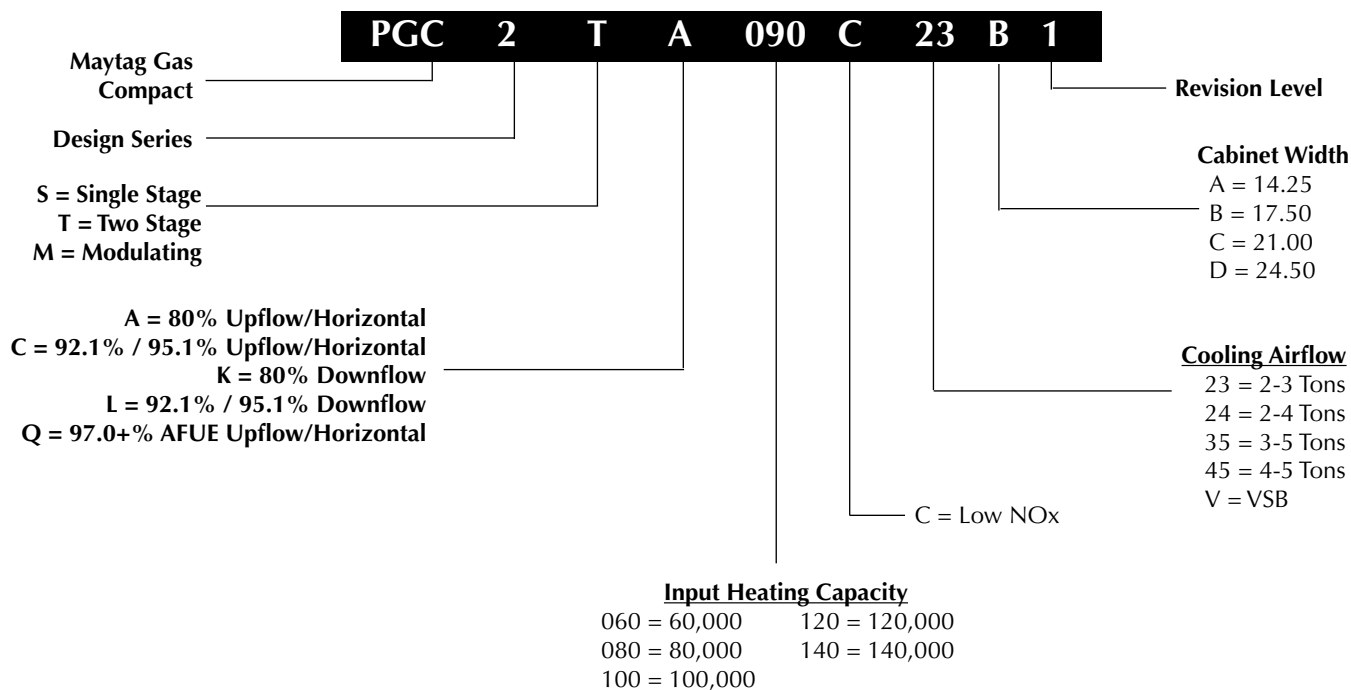 PGC 2 T A 090 C 23 B 1
Maytag Gas
Compact
Design Series
S = Single Stage
T = Two Stage
M = Modulating
A = 80% Upflow/Horizontal
C = 92.1% / 95.1% Upflow/Horizontal
K = 80% Downflow
L = 92.1% / 95.1% Downflow
Q = 97.0+% AFUE Upflow/Horizontal
Input Heating Capacity
060 = 60,000 120 = 120,000
080 = 80,000 140 = 140,000
100 = 100,000
C = Low NOx
Cooling Airflow
23 = 2-3 Tons
24 = 2-4 Tons
35 = 3-5 Tons
45 = 4-5 Tons
V = VSB
Cabinet Width
A = 14.25
B = 17.50
C = 21.00
D = 24.50
Revision Level